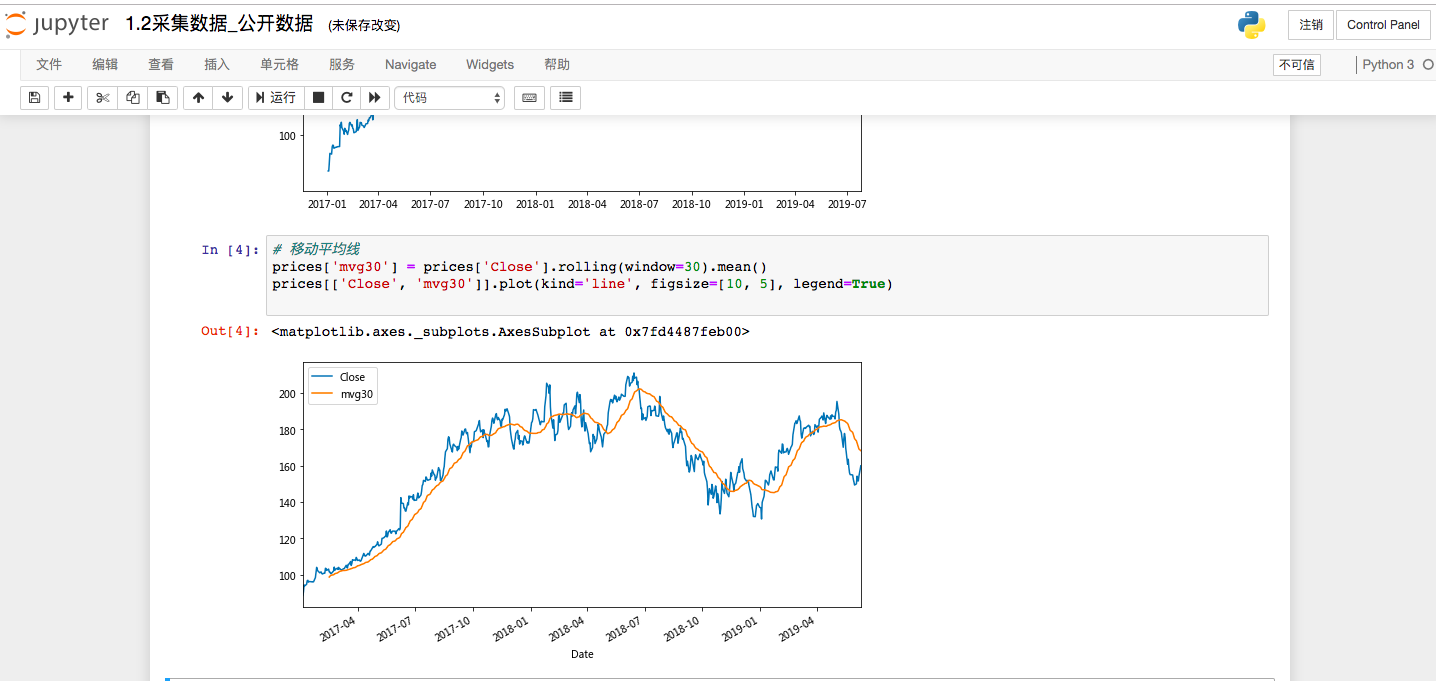 jupyter 1.2采集数据_公开数据 (未保存改变) 注销 Control Panel
文件 编辑 查看 插入 单元格 服务 Navigate Widgets 帮助 不可信 Python 3
运行 代码
100
2017-01 2017-04 2017-07 2017-10 2018-01 2018-04 2018-07 2018-10 2019-01 2019-04 2019-07
In [4]: # 移动平均线
prices['mvg30'] = prices['Close'].rolling(window=30).mean()
prices[['Close', 'mvg30']].plot(kind='line', figsize=[10, 5], legend=True)
Out[4]: <matplotlib.axes._subplots.AxesSubplot at 0x7fd4487feb00>
Close
mvg30
200
180
160
140
120
100
2017-04 2017-07 2017-10 2018-01 2018-04 2018-07 2018-10 2019-01 2019-04
Date